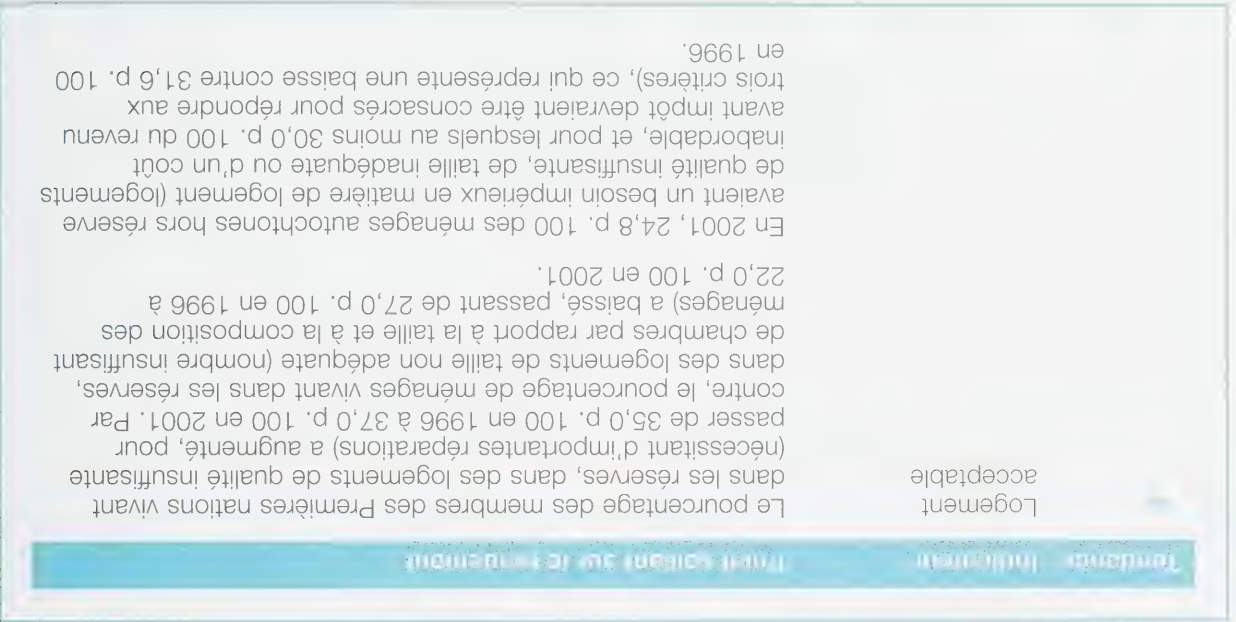 Tendance Indicateur Point saillant sur le rendement
Logement
acceptable
Le pourcentage des membres des Premières nations vivant
dans les réserves, dans des logements de qualité insuffisante
(nécessitant d'importantes réparations) a augmenté, pour
passer de 35,0 p. 100 en 1996 à 37,0 p. 100 en 2001. Par
contre, le pourcentage de ménages vivant dans les réserves,
dans des logements de taille non adéquate (nombre insuffisant
de chambres par rapport à la taille et à la composition des
ménages) a baissé, passant de 27,0 p. 100 en 1996 à
22,0 p. 100 en 2001.
En 2001, 24,8 p. 100 des ménages autochtones hors réserve
avaient un besoin impérieux en matière de logement (logements
de qualité insuffisante, de taille inadéquate ou d'un coût
inabordable, et pour lesquels au moins 30,0 p. 100 du revenu
avant impôt devraient être consacrés pour répondre aux
trois critères), ce qui représente une baisse contre 31,6 p. 100
en 1996.